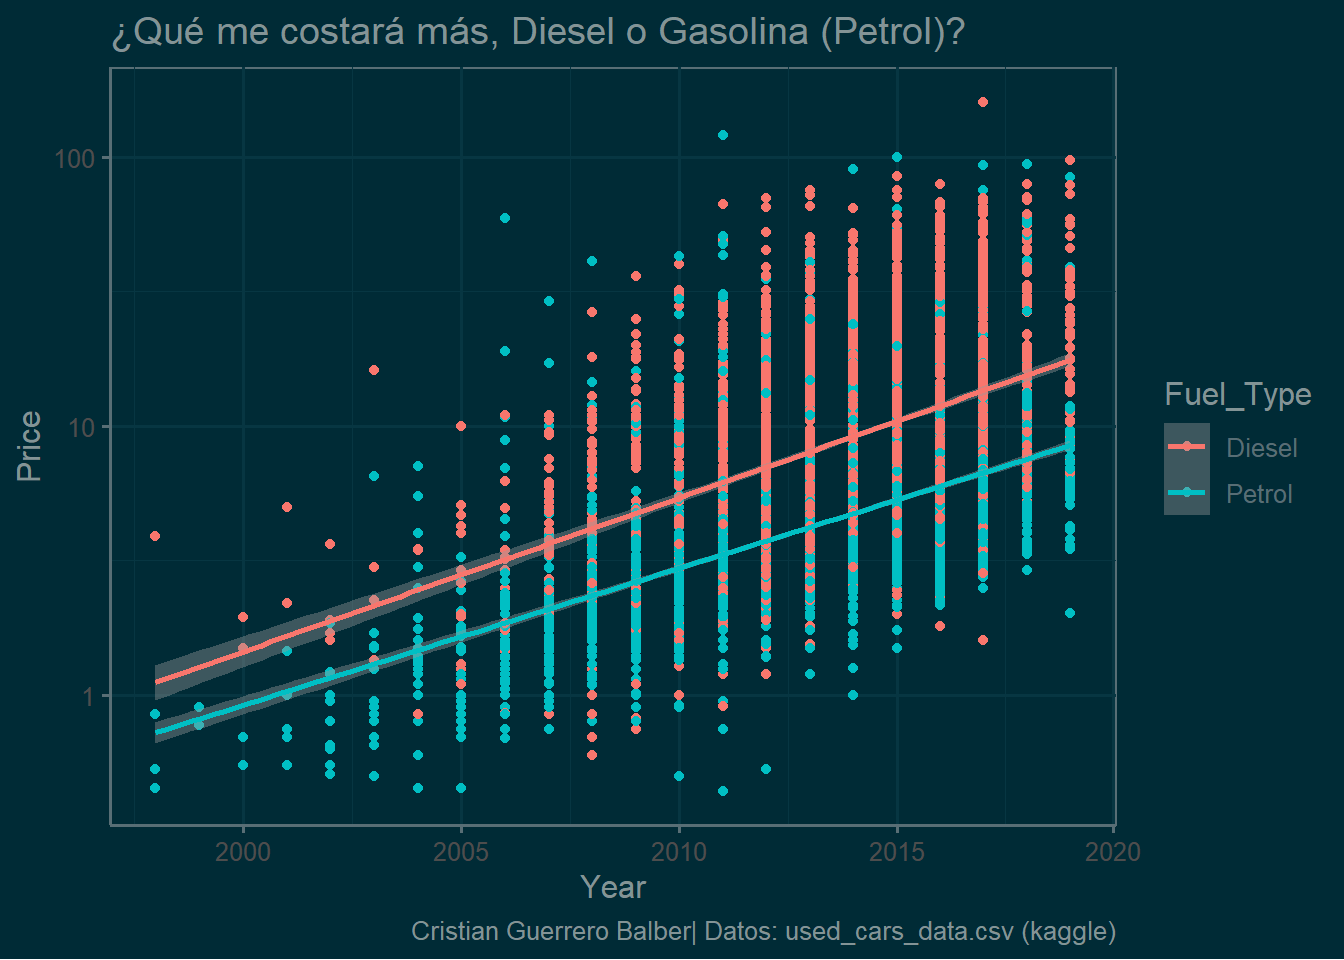 ¿Qué me costará más, Diesel o Gasolina (Petrol)?
100
10
1
Price
2000 2005 2010 2015 2020
Year
Fuel_Type
Diesel
Petrol
Cristian Guerrero Balber| Datos: used_cars_data.csv (kaggle)